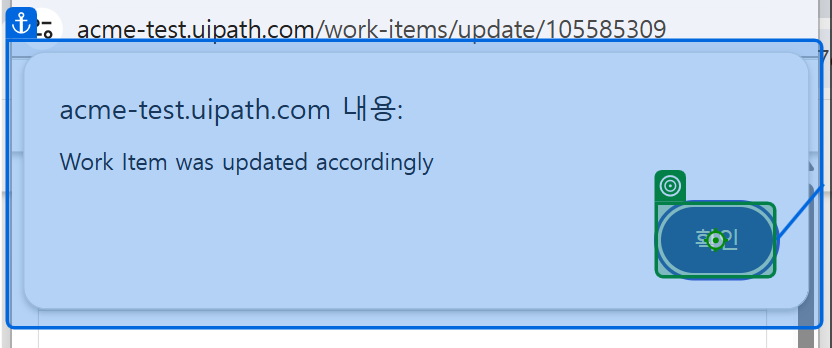 acme-test.uipath.com/work-items/update/105585309
acme-test.uipath.com 내용:
Work Item was updated accordingly
확인